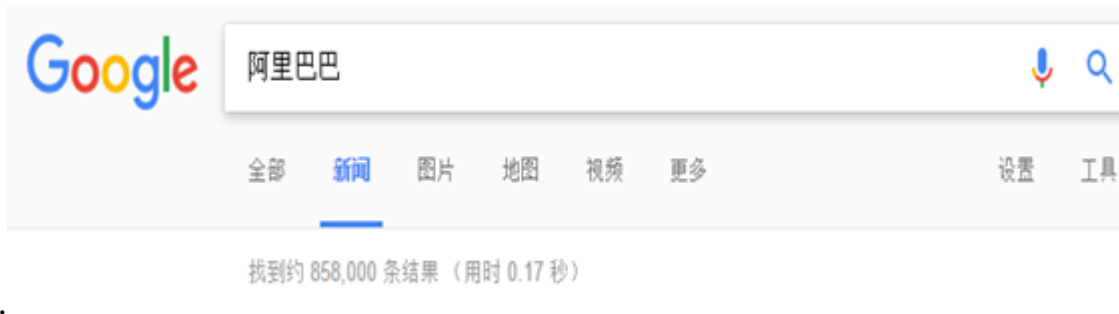 Google 阿里巴巴
全部 新闻 图片 地图 视频 更多 设置 工具
找到约 858,000 条结果 （用时 0.17 秒）
.